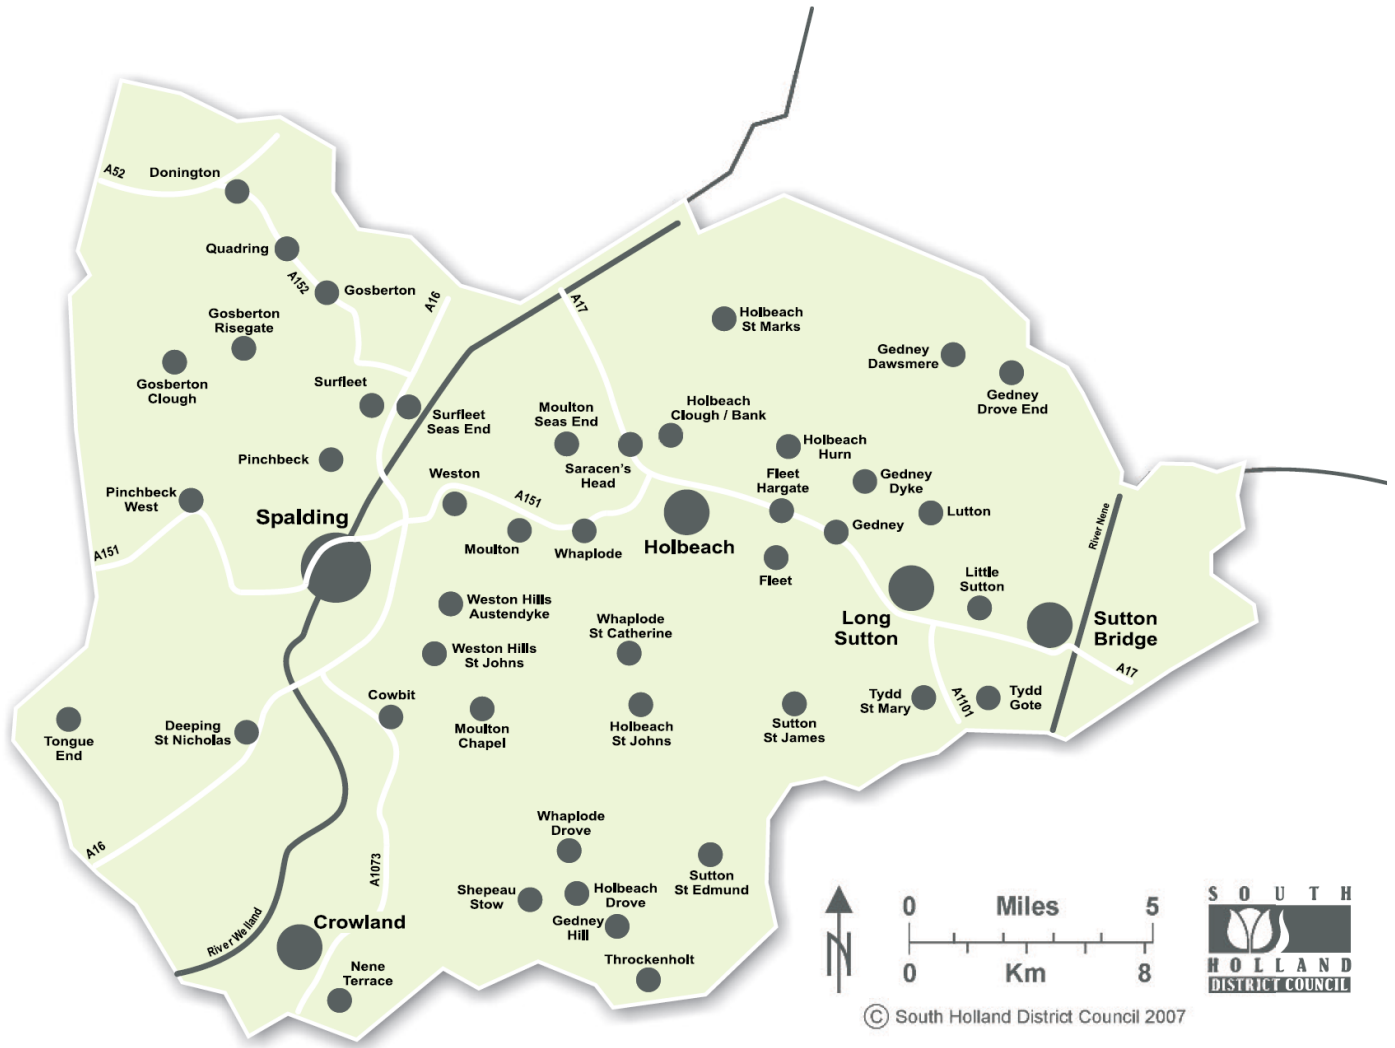 A52
Donington
Quadring
A152
Gosberton
A16
A17
Gosberton
Risegate
Gosberton
Clough
Surfleet
Surfleet
Seas End
Pinchbeck
Pinchbeck
West
A151
Spalding
Weston
A151
Moulton
Moulton
Seas End
Saracen's
Head
Whaplode
Holbeach
St Marks
Holbeach
Clough / Bank
Holbeach
Hurn
Holbeach
Gedney
Dawsmere
Gedney
Drove End
Fleet
Hargate
Gedney
Dyke
Lutton
Gedney
Fleet
River Nene
Little
Sutton
Long
Sutton
Sutton
Bridge
A17
Weston Hills
Austendyke
Weston Hills
St Johns
Whaplode
St Catherine
Tydd
St Mary
A1101
Tydd
Gote
Tongue
End
Deeping
St Nicholas
Cowbit
Moulton
Chapel
Holbeach
St Johns
Sutton
St James
A16
A1073
Whaplode
Drove
Sutton
St Edmund
Shepeau
Stow
Holbeach
Drove
Gedney
Hill
Throckenholt
River Welland
Crowland
Nene
Terrace
N
0 Miles 5
0 Km 8
© South Holland District Council 2007
SOUTH
HOLLAND
DISTRICT COUNCIL